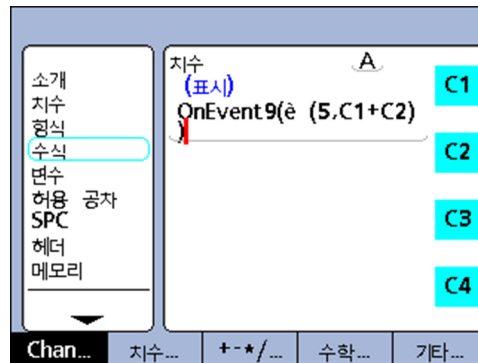 소개
치수
형식
수식
변수
허용 공차
SPC
헤더
메모리
치수 A
(표시)
OnEvent9(è (5,C1+C2)
)
C1
C2
C3
C4
Chan... 치수... +-*/... 수학... 기타...